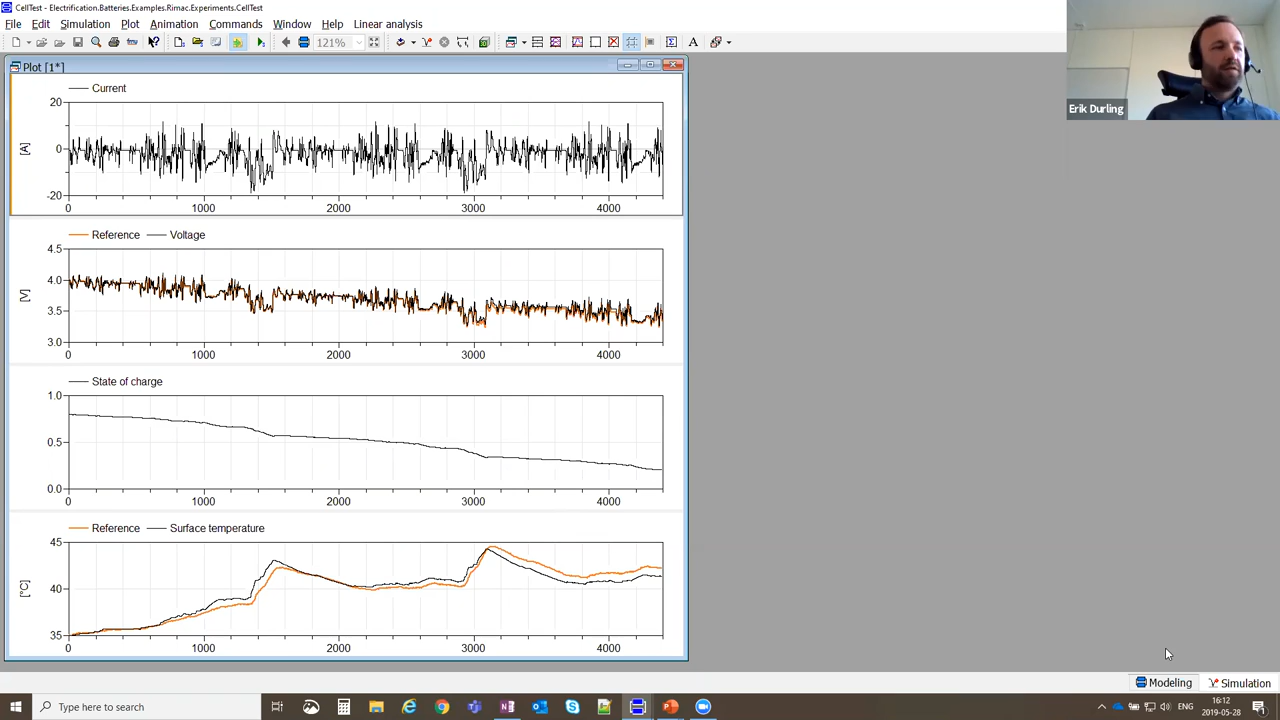 CellTest - Electrification.Batteries.Examples.Rimac.Experiments.CellTest
File Edit Simulation Plot Animation Commands Window Help Linear analysis
121%
Plot [1*]
Current
20
0
-20
[A]
0 1000 2000 3000 4000
Reference Voltage
4.5
4.0
3.5
3.0
[V]
0 1000 2000 3000 4000
State of charge
1.0
0.5
0.0
0 1000 2000 3000 4000
Reference Surface temperature
45
40
35
[°C]
0 1000 2000 3000 4000
Erik Durling
Modeling Simulation
Type here to search
ENG
16:12
2019-05-28